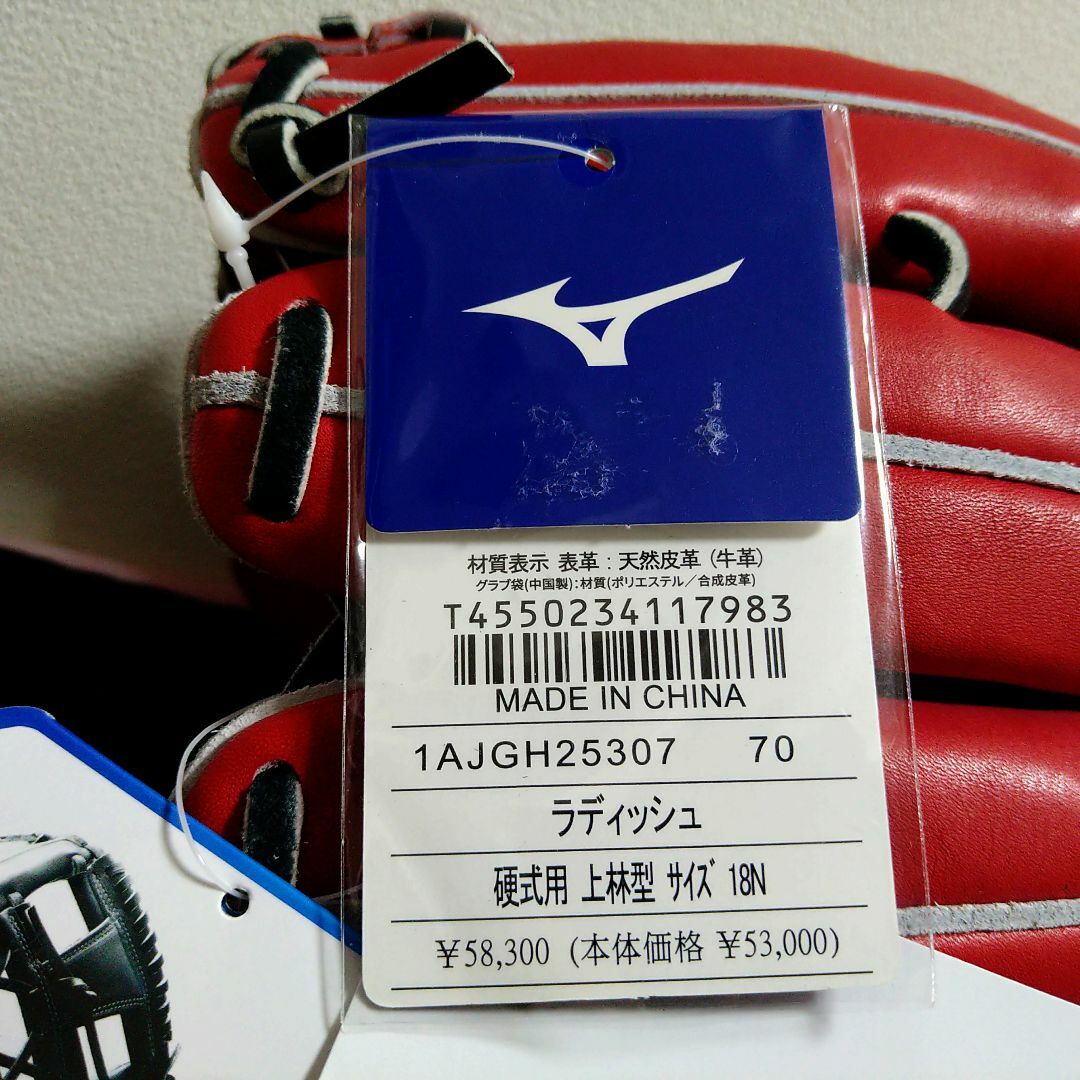 材質表示 表革:天然皮革(牛革)
グラブ袋(中国製):材質(ポリエステル/合成皮革)
T4550234117983
MADE IN CHINA
1AJGH25307 70
ラディッシュ
硬式用 上林型 サイズ 18N
¥58,300 (本体価格 ¥53,000)